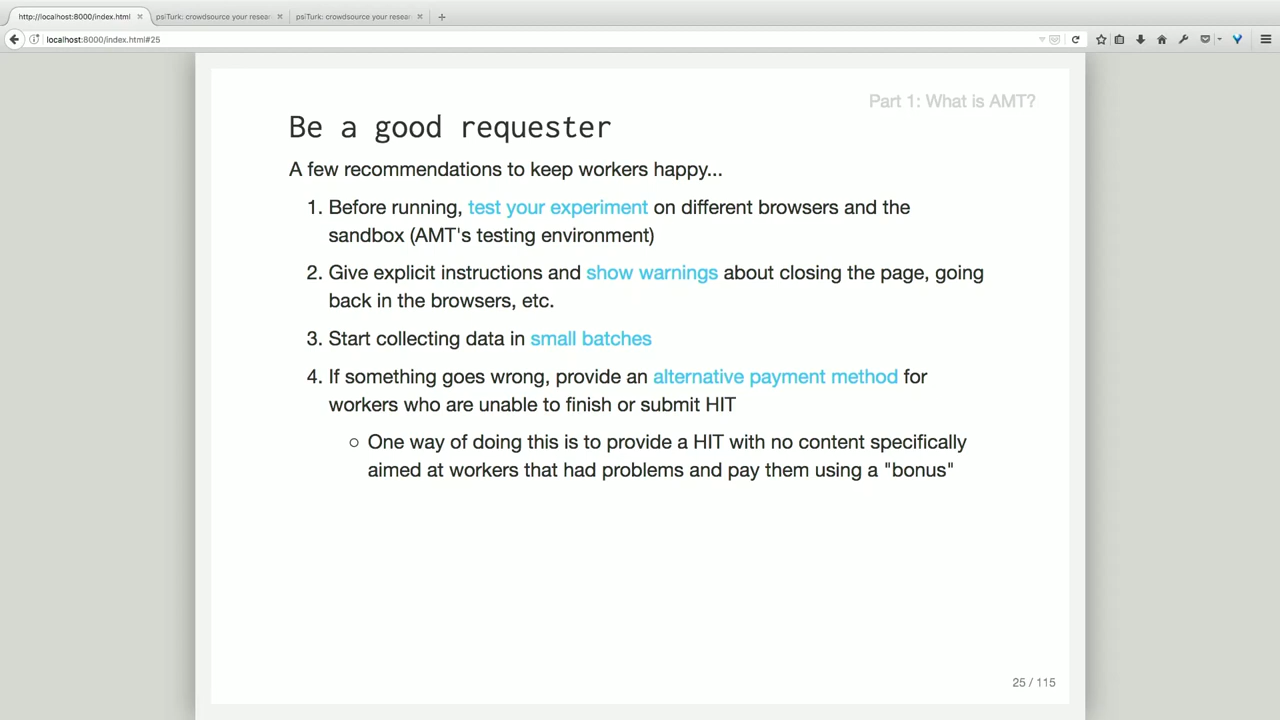 http://localhost:8000/index.html
psiTurk: crowdsource your resear
psiTurk: crowdsource your resear
localhost:8000/index.html#25
Part 1: What is AMT?
Be a good requester
A few recommendations to keep workers happy...
1. Before running, test your experiment on different browsers and the
sandbox (AMT's testing environment)
2. Give explicit instructions and show warnings about closing the page, going
back in the browsers, etc.
3. Start collecting data in small batches
4. If something goes wrong, provide an alternative payment method for
workers who are unable to finish or submit HIT
One way of doing this is to provide a HIT with no content specifically
aimed at workers that had problems and pay them using a "bonus"
25 / 115